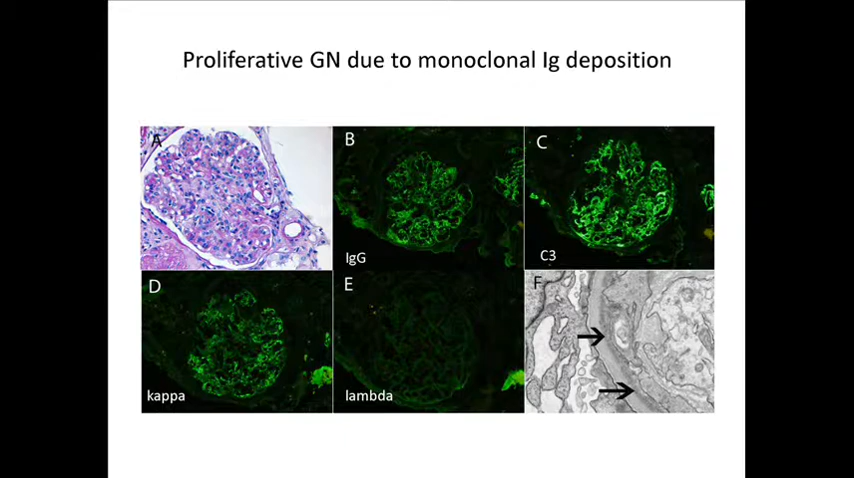 Proliferative GN due to monoclonal Ig deposition
A
B
C
IgG
C3
D
E
F
kappa
lambda